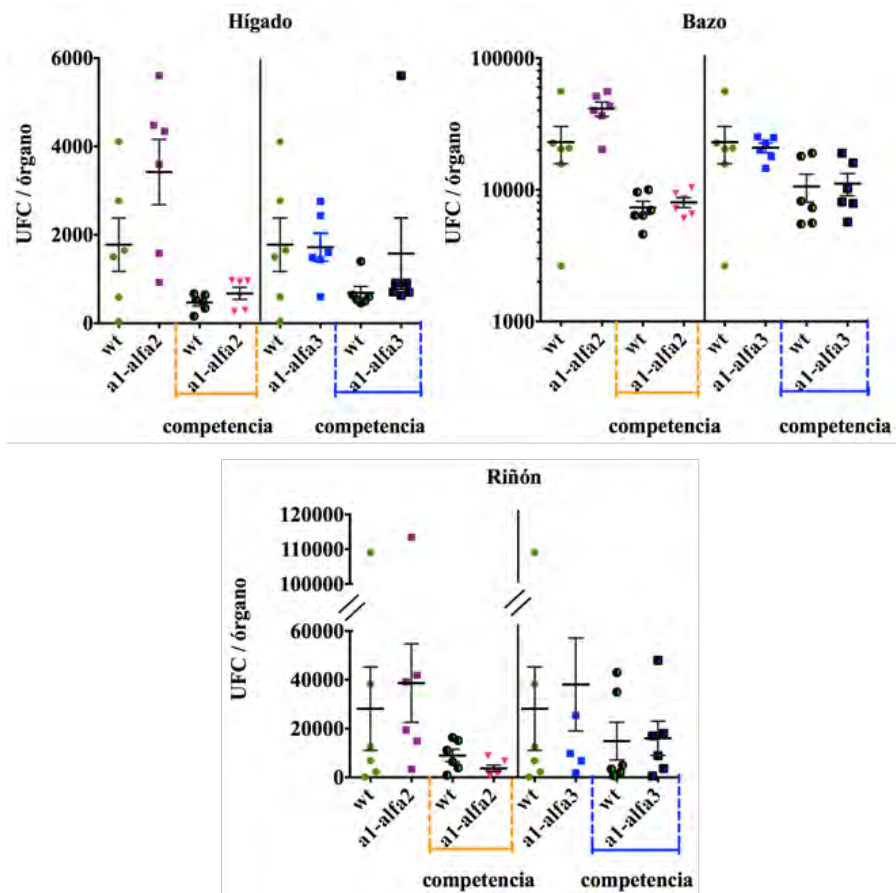 Hígado
UFC / órgano
6000
4000
2000
0
wt
a1-alfa2
wt
a1-alfa2
wt
a1-alfa3
wt
a1-alfa3
competencia
competencia
Bazo
UFC / órgano
100000
10000
1000
wt
a1-alfa2
wt
a1-alfa2
wt
a1-alfa3
wt
a1-alfa3
competencia
competencia
Riñón
UFC / órgano
120000
110000
100000
60000
40000
20000
0
wt
a1-alfa2
wt
a1-alfa2
wt
a1-alfa3
wt
a1-alfa3
competencia
competencia